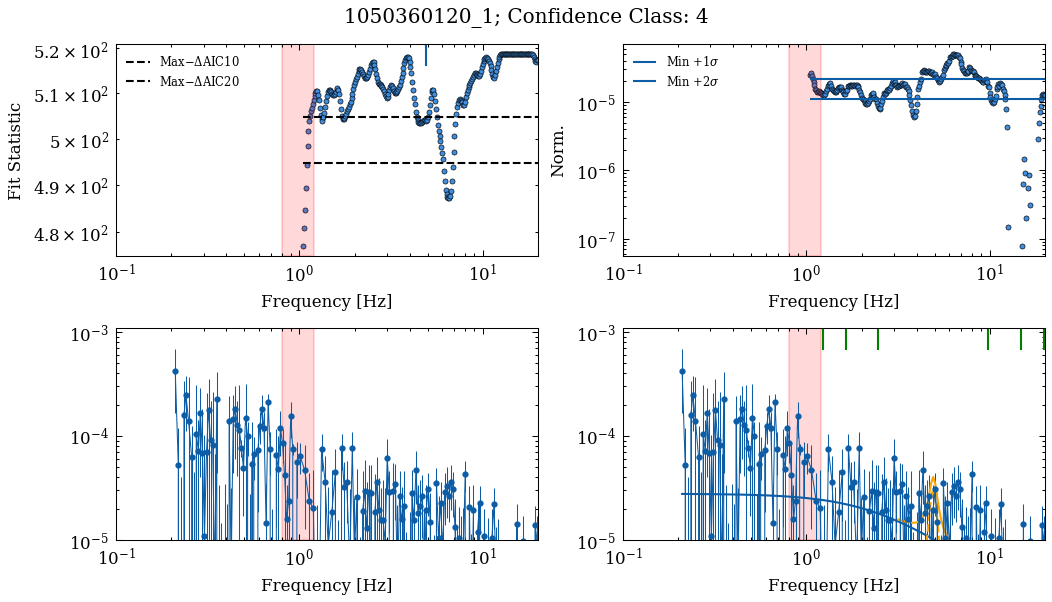 1050360120_1; Confidence Class: 4
Fit Statistic
5.2 × 10²
5.1 × 10²
5 × 10²
4.9 × 10²
4.8 × 10²
Max−ΔAIC10
Max−ΔAIC20
10⁻¹ 10⁰ 10¹
Frequency [Hz]
Norm.
10⁻⁵
10⁻⁶
10⁻⁷
Min +1σ
Min +2σ
10⁻¹ 10⁰ 10¹
Frequency [Hz]
10⁻³
10⁻⁴
10⁻⁵
10⁻¹ 10⁰ 10¹
Frequency [Hz]
10⁻³
10⁻⁴
10⁻⁵
10⁻¹ 10⁰ 10¹
Frequency [Hz]